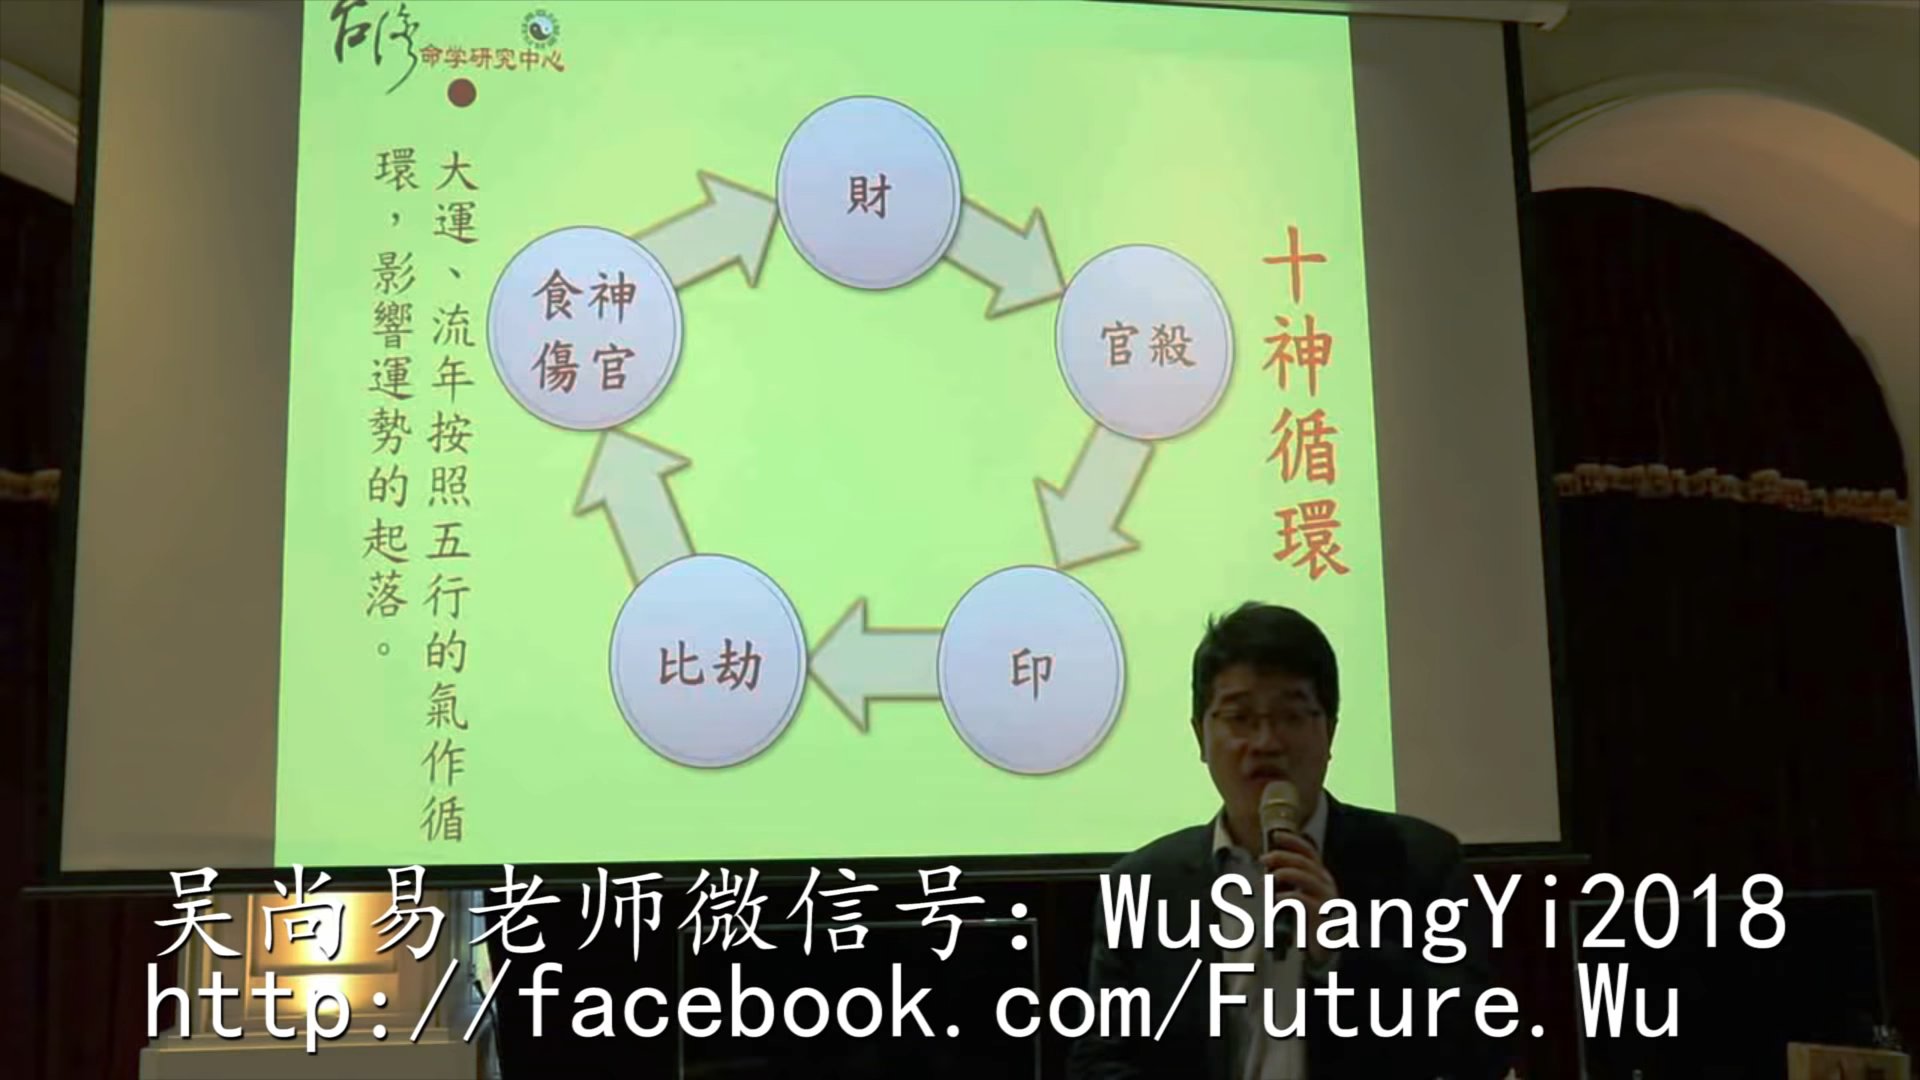 台湾
命学研究中心
十神循環
財
官殺
印
比劫
食神
傷官
大運、流年按照五行的氣作循
環，影響運勢的起落。
吴尚易老师微信号：WuShangYi2018
http://facebook.com/Future.Wu